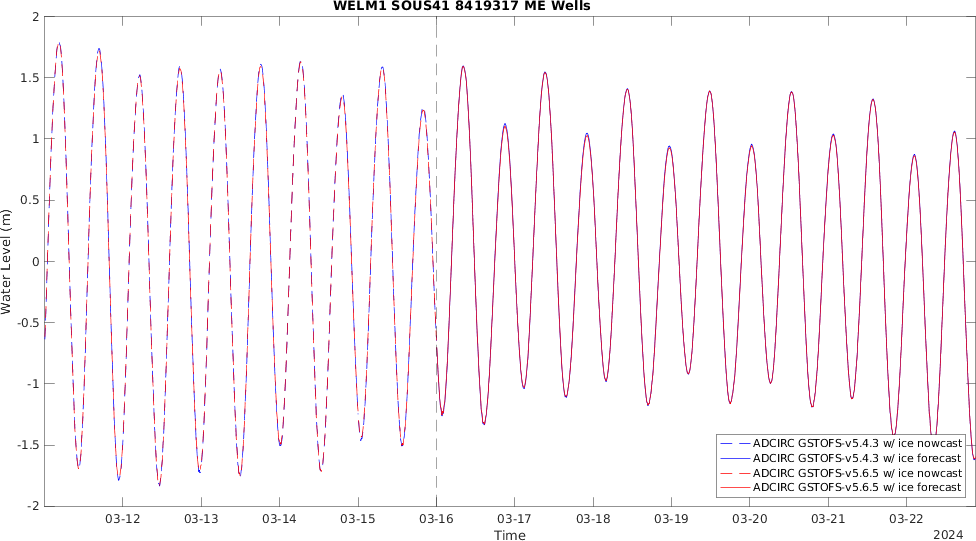 WELM1 SOUS41 8419317 ME Wells
2
1.5
1
0.5
0
-0.5
-1
-1.5
-2
Water Level (m)
ADCIRC GSTOFS-v5.4.3 w/ ice nowcast
ADCIRC GSTOFS-v5.4.3 w/ ice forecast
ADCIRC GSTOFS-v5.6.5 w/ ice nowcast
ADCIRC GSTOFS-v5.6.5 w/ ice forecast
03-12 03-13 03-14 03-15 03-16 03-17 03-18 03-19 03-20 03-21 03-22
Time
2024